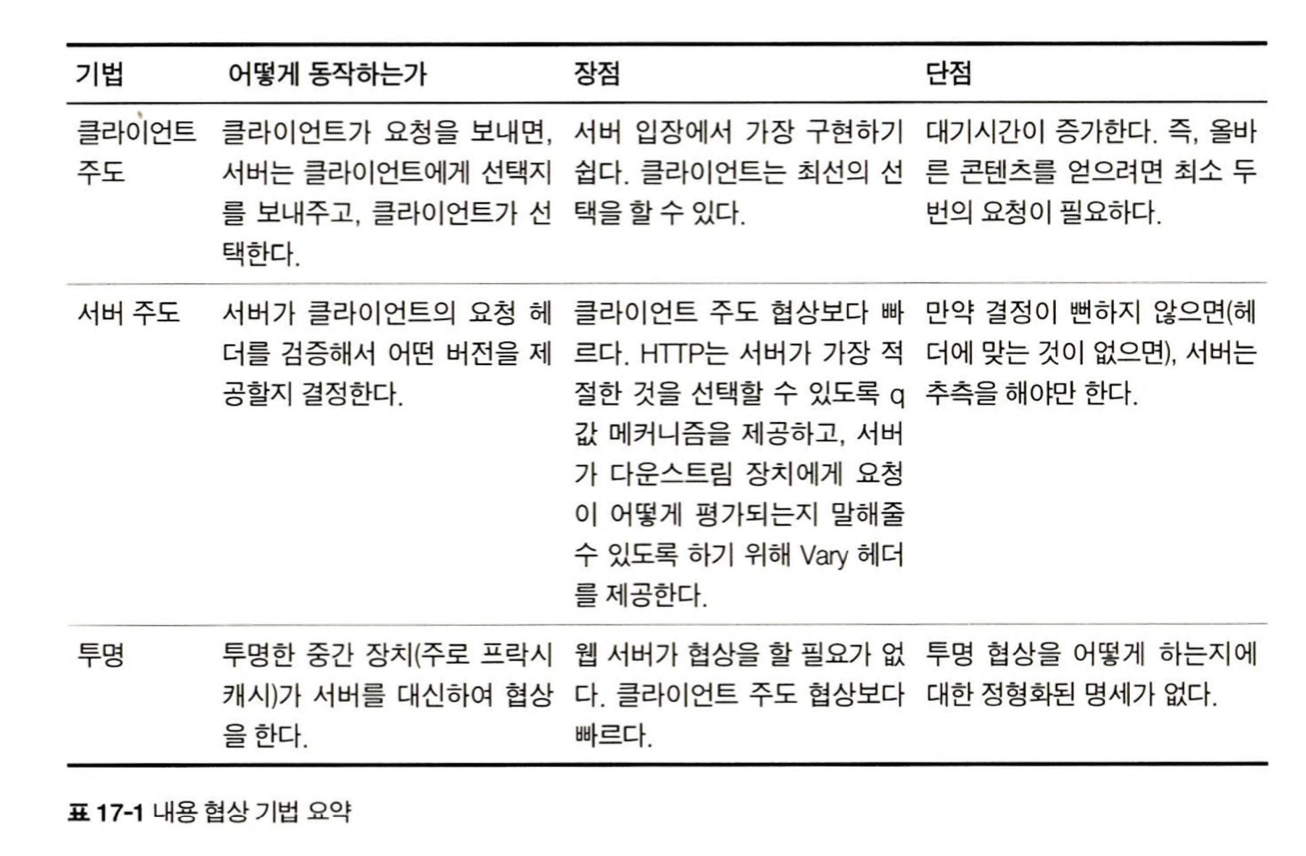 기법 어떻게 동작하는가 장점 단점
클라이언트 주도
클라이언트가 요청을 보내면,
서버는 클라이언트에게 선택지
를 보내주고, 클라이언트가 선
택한다.
서버 입장에서 가장 구현하기
쉽다. 클라이언트는 최선의 선
택을 할 수 있다.
대기시간이 증가한다. 즉, 올바
른 콘텐츠를 얻으려면 최소 두
번의 요청이 필요하다.
서버 주도
서버가 클라이언트의 요청 헤
더를 검증해서 어떤 버전을 제
공할지 결정한다.
클라이언트 주도 협상보다 빠
르다. HTTP는 서버가 가장 적
절한 것을 선택할 수 있도록 q
값 메커니즘을 제공하고, 서버
가 다운스트림 장치에게 요청
이 어떻게 평가되는지 말해줄
수 있도록 하기 위해 Vary 헤더
를 제공한다.
만약 결정이 뻔하지 않으면(헤
더에 맞는 것이 없으면), 서버는
추측을 해야만 한다.
투명
투명한 중간 장치(주로 프락시
캐시)가 서버를 대신하여 협상
을 한다.
웹 서버가 협상을 할 필요가 없
다. 클라이언트 주도 협상보다
빠르다.
투명 협상을 어떻게 하는지에
대한 정형화된 명세가 없다.
표 17-1 내용 협상 기법 요약